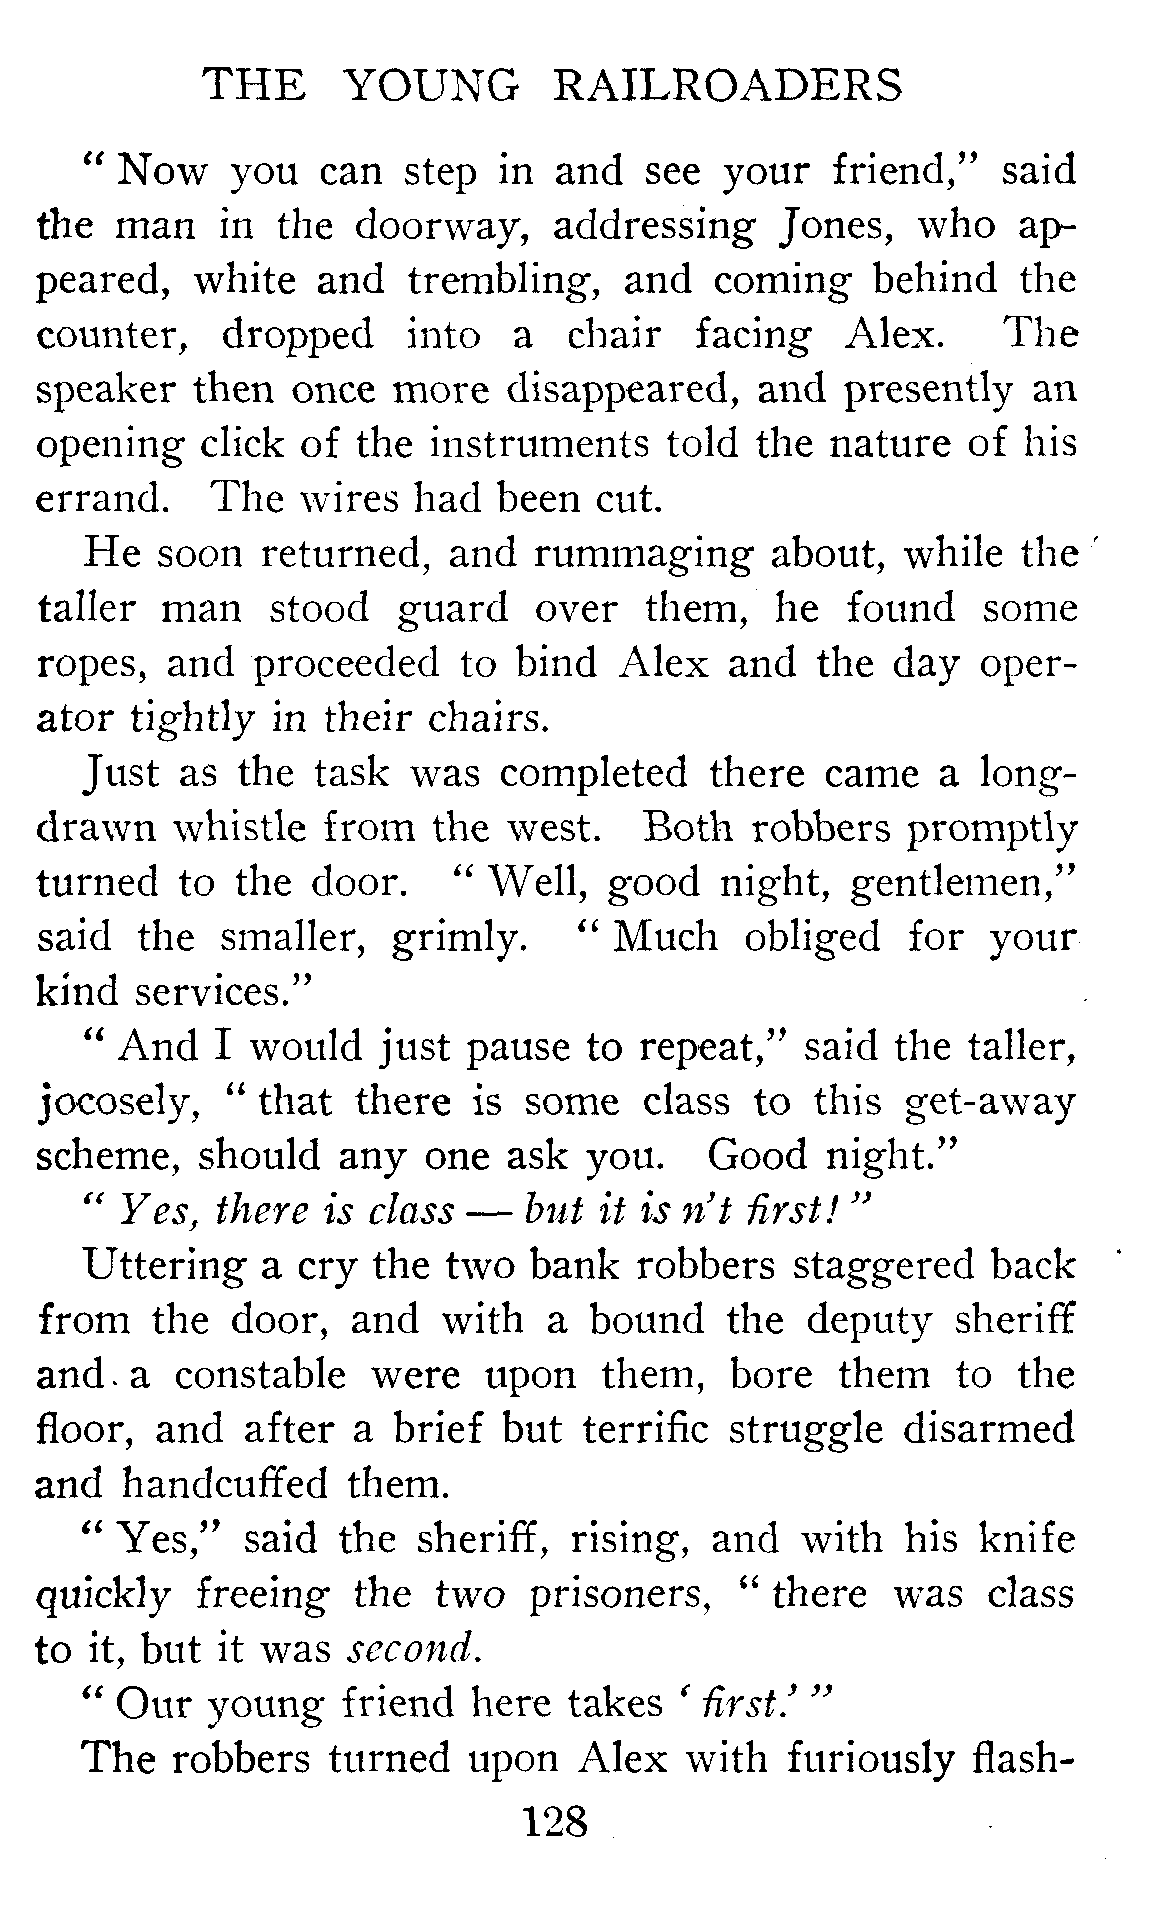 THE YOUNG RAILROADERS
“ Now you can step in and see your friend,” said
the man in the doorway, addressing Jones, who ap-
peared, white and trembling, and coming behind the
counter, dropped into a chair facing Alex. The
speaker then once more disappeared, and presently an
opening click of the instruments told the nature of his
errand. The wires had been cut.
He soon returned, and rummaging about, while the
taller man stood guard over them, he found some
ropes, and proceeded to bind Alex and the day oper-
ator tightly in their chairs.
Just as the task was completed there came a long-
drawn whistle from the west. Both robbers promptly
turned to the door. “ Well, good night, gentlemen,”
said the smaller, grimly. “ Much obliged for your
kind services.”
“ And I would just pause to repeat,” said the taller,
jocosely, “ that there is some class to this get-away
scheme, should any one ask you. Good night.”
“ Yes, there is class — but it is n’t first! ”
Uttering a cry the two bank robbers staggered back
from the door, and with a bound the deputy sheriff
and a constable were upon them, bore them to the
floor, and after a brief but terrific struggle disarmed
and handcuffed them.
“ Yes,” said the sheriff, rising, and with his knife
quickly freeing the two prisoners, “ there was class
to it, but it was second.
“ Our young friend here takes ‘ first.’ ”
The robbers turned upon Alex with furiously flash-
128